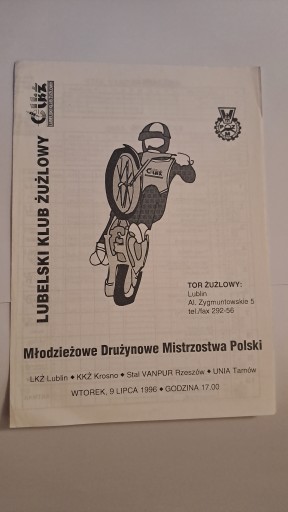 LKŻ
LUBELSKI KLUB ŻUŻLOWY
TOR ŻUŻLOWY:
Lublin
Al. Zygmuntowskie 5
tel./fax 292-56
Młodzieżowe Drużynowe Mistrzostwa Polski
LKŻ Lublin ◆ KKŻ Krosno ◆ Stal VANPUR Rzeszów ◆ UNIA Tarnów
WTOREK, 9 LIPCA 1996 ◆ GODZINA 17.00